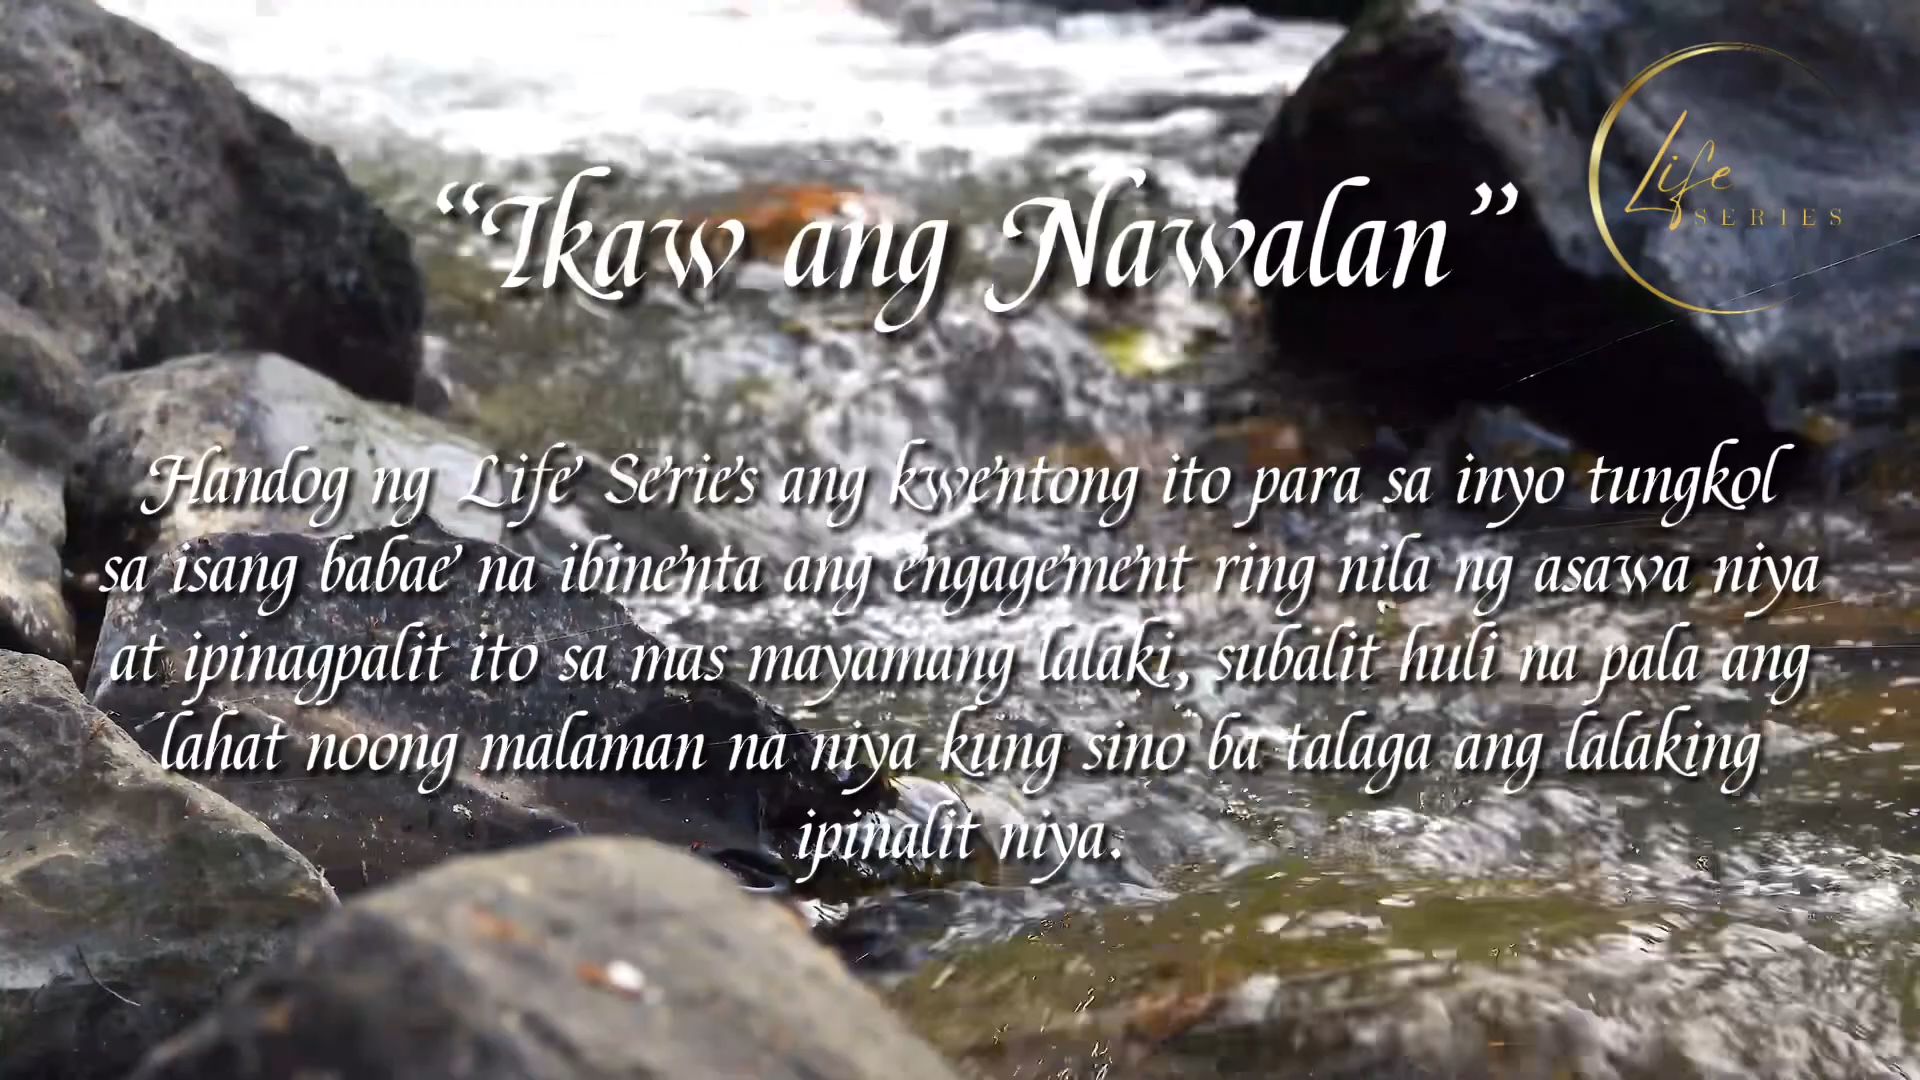 “Ikaw ang Nawalan”
Life
SERIES
Handog ng Life Series ang kwentong ito para sa inyo tungkol
sa isang babae na ibinenta ang engagement ring nila ng asawa niya
at ipinagpalit ito sa mas mayamang lalaki, subalit huli na pala ang
lahat noong malaman na niya kung sino ba talaga ang lalaking
ipinalit niya.